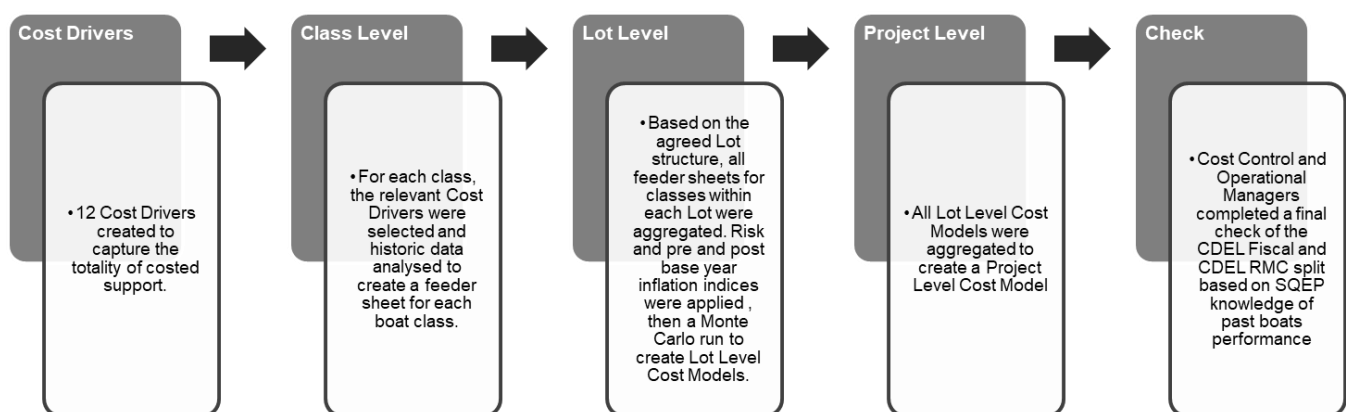 Cost Drivers
• 12 Cost Drivers
created to
capture the
totality of costed
support.
Class Level
• For each class,
the relevant Cost
Drivers were
selected and
historic data
analysed to
create a feeder
sheet for each
boat class.
Lot Level
• Based on the
agreed Lot
structure, all
feeder sheets for
classes within
each Lot were
aggregated. Risk
and pre and post
base year
inflation indices
were applied ,
then a Monte
Carlo run to
create Lot Level
Cost Models.
Project Level
• All Lot Level Cost
Models were
aggregated to
create a Project
Level Cost Model
Check
• Cost Control and
Operational
Managers
completed a final
check of the
CDEL Fiscal and
CDEL RMC split
based on SQEP
knowledge of
past boats
performance